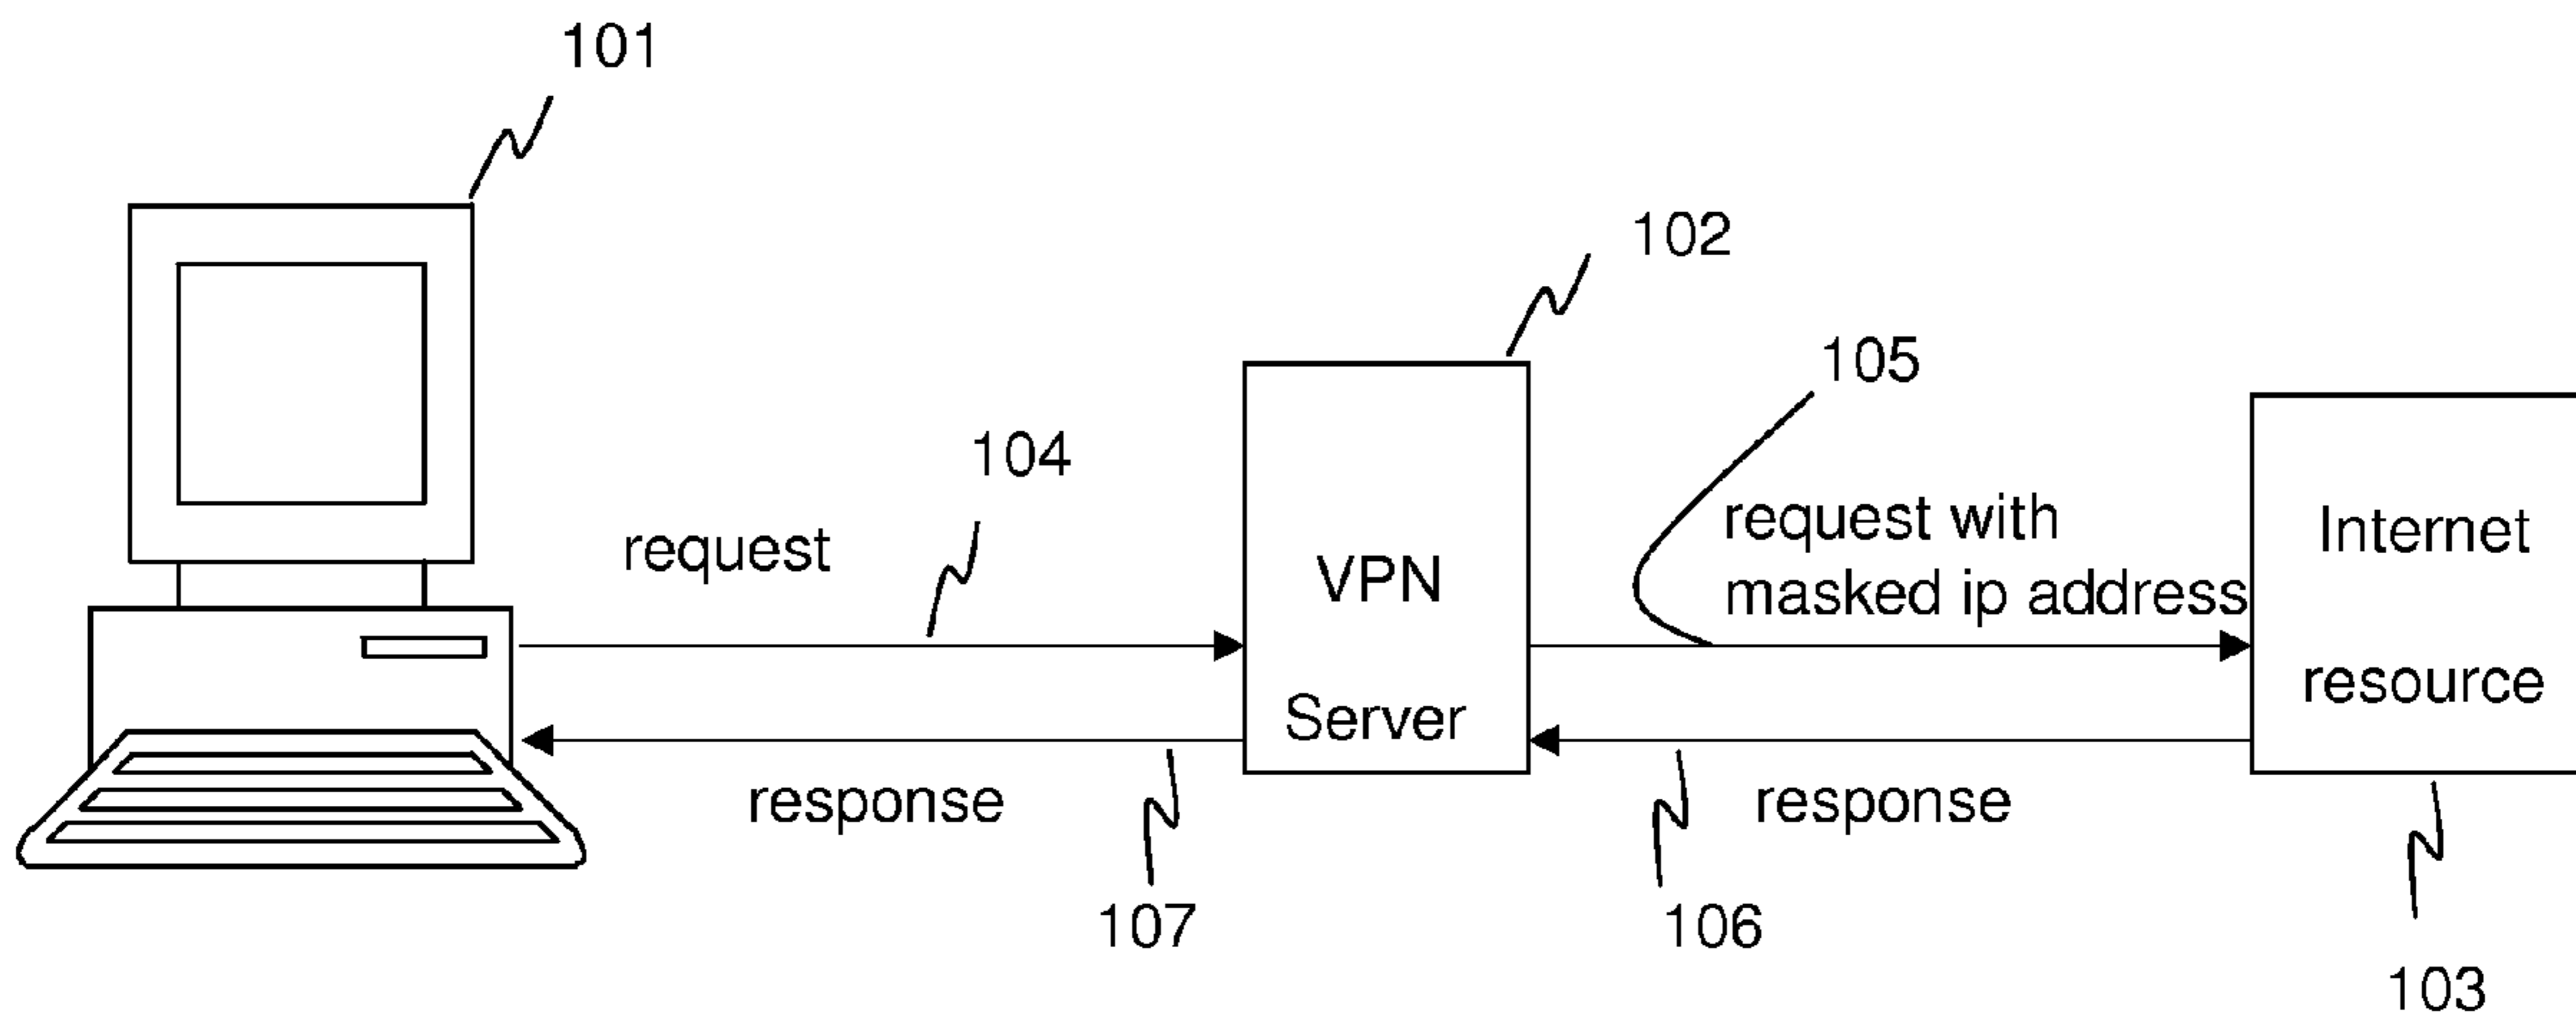 101
102
105
104
request with
masked ip address
request
Internet
resource
VPN
Server
response
response
107
106
103